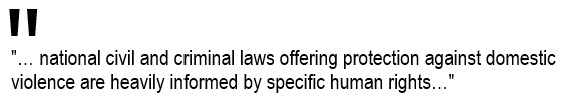 "
"... national civil and criminal laws offering protection against domestic
violence are heavily informed by specific human rights..."